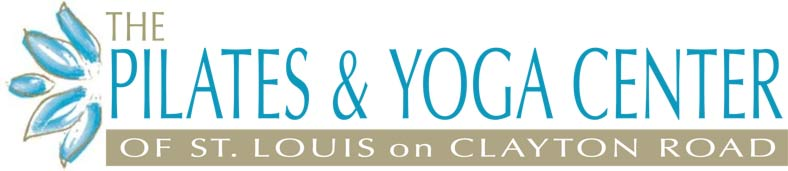 THE
PILATES & YOGA CENTER
OF ST. LOUIS on CLAYTON ROAD